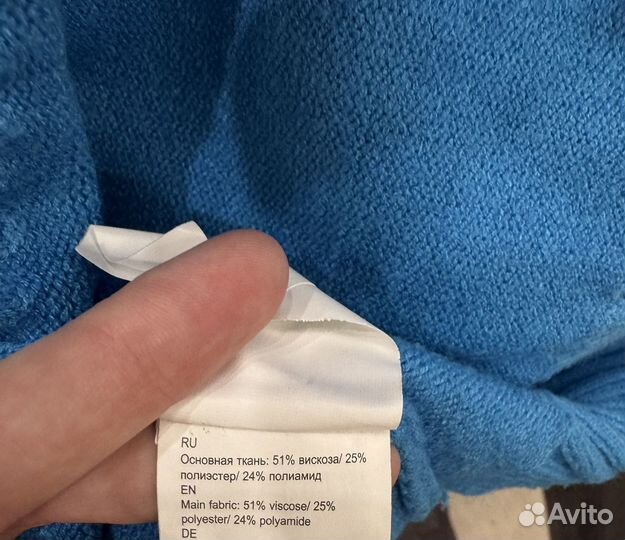 RU
Основная ткань: 51% вискоза/ 25%
полиэстер/ 24% полиамид
EN
Main fabric: 51% viscose/ 25%
polyester/ 24% polyamide
DE
Avito